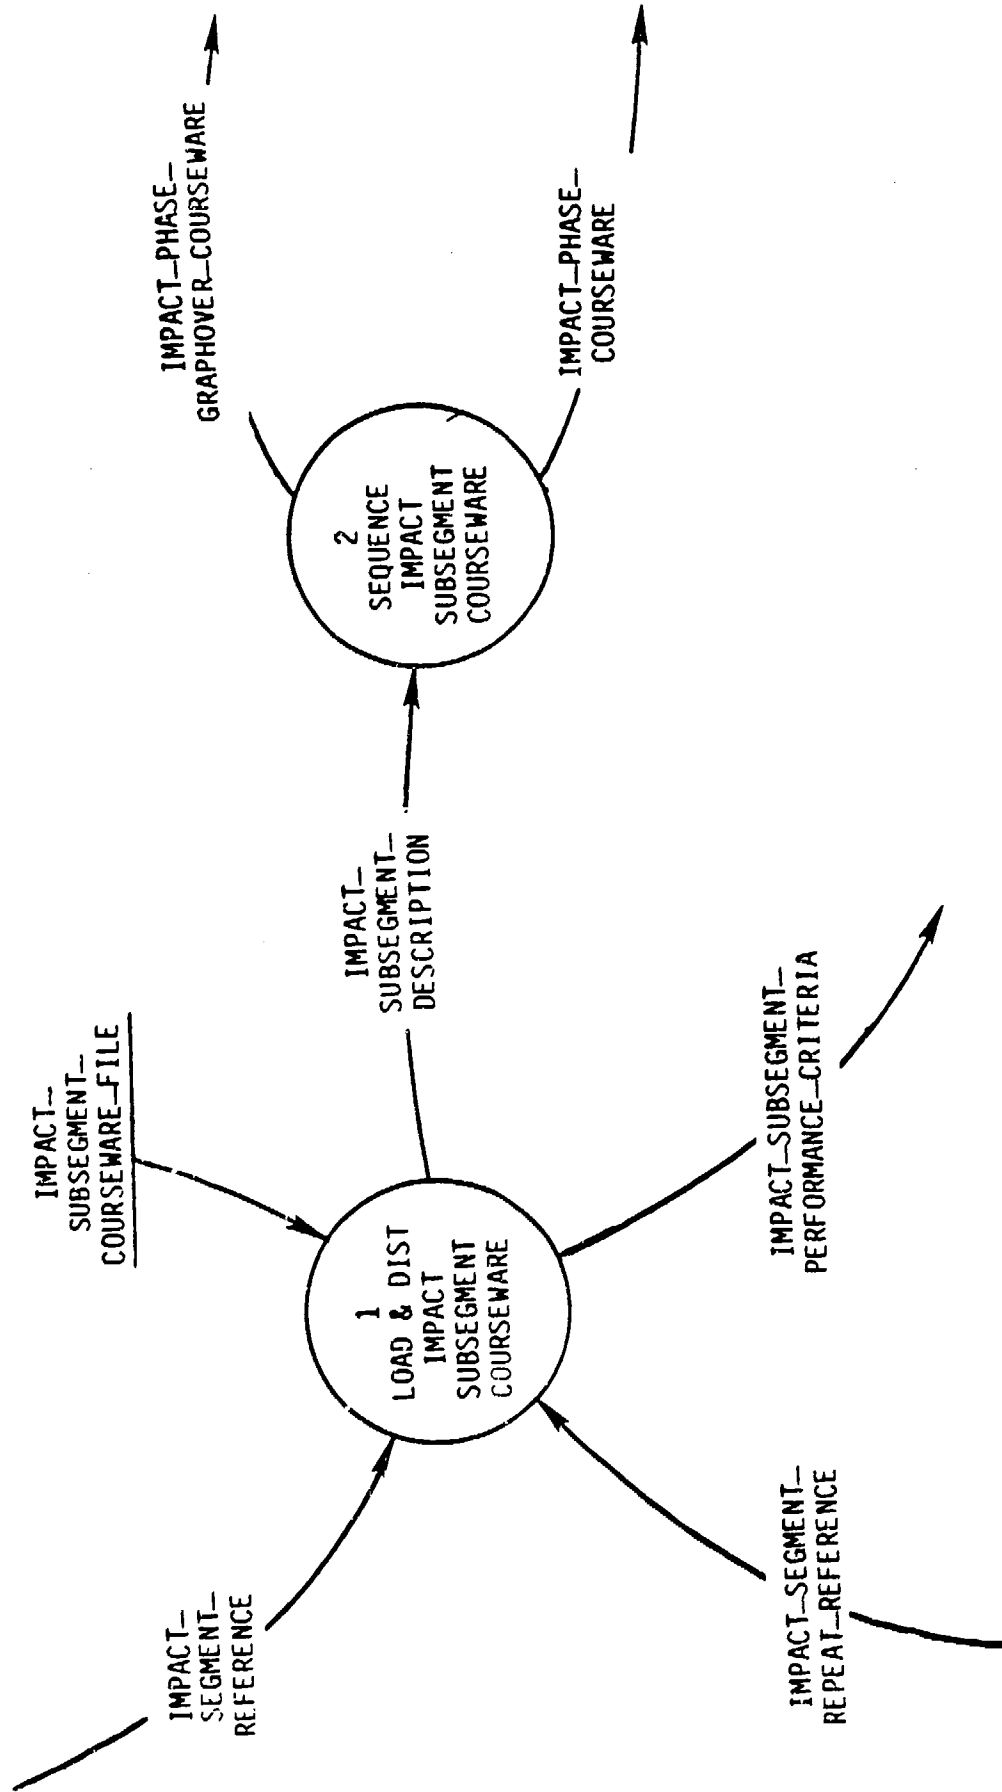 IMPACT_
SEGMENT_
REFERENCE
IMPACT_
SUBSEGMENT_
COURSEWARE_FILE
1
LOAD & DIST
IMPACT
SUBSEGMENT
COURSEWARE
IMPACT_SEGMENT_
REPEAT_REFERENCE
IMPACT_SUBSEGMENT_
PERFORMANCE_CRITERIA
IMPACT_
SUBSEGMENT_
DESCRIPTION
2
SEQUENCE
IMPACT
SUBSEGMENT
COURSEWARE
IMPACT_PHASE_
GRAPHOVER_COURSEWARE
IMPACT_PHASE_
COURSEWARE